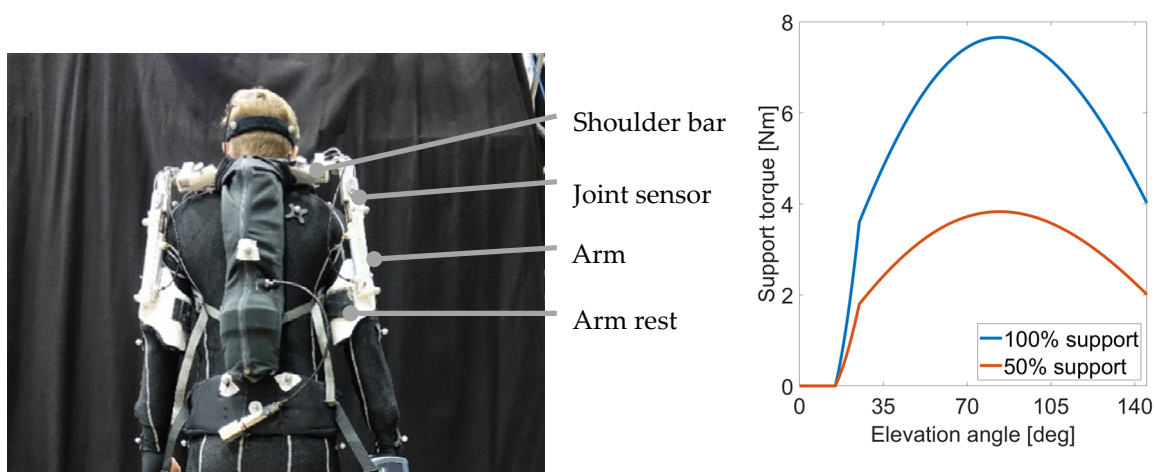 Shoulder bar
Joint sensor
Arm
Arm rest
8
6
4
2
0
Support torque [Nm]
100% support
50% support
0 35 70 105 140
Elevation angle [deg]